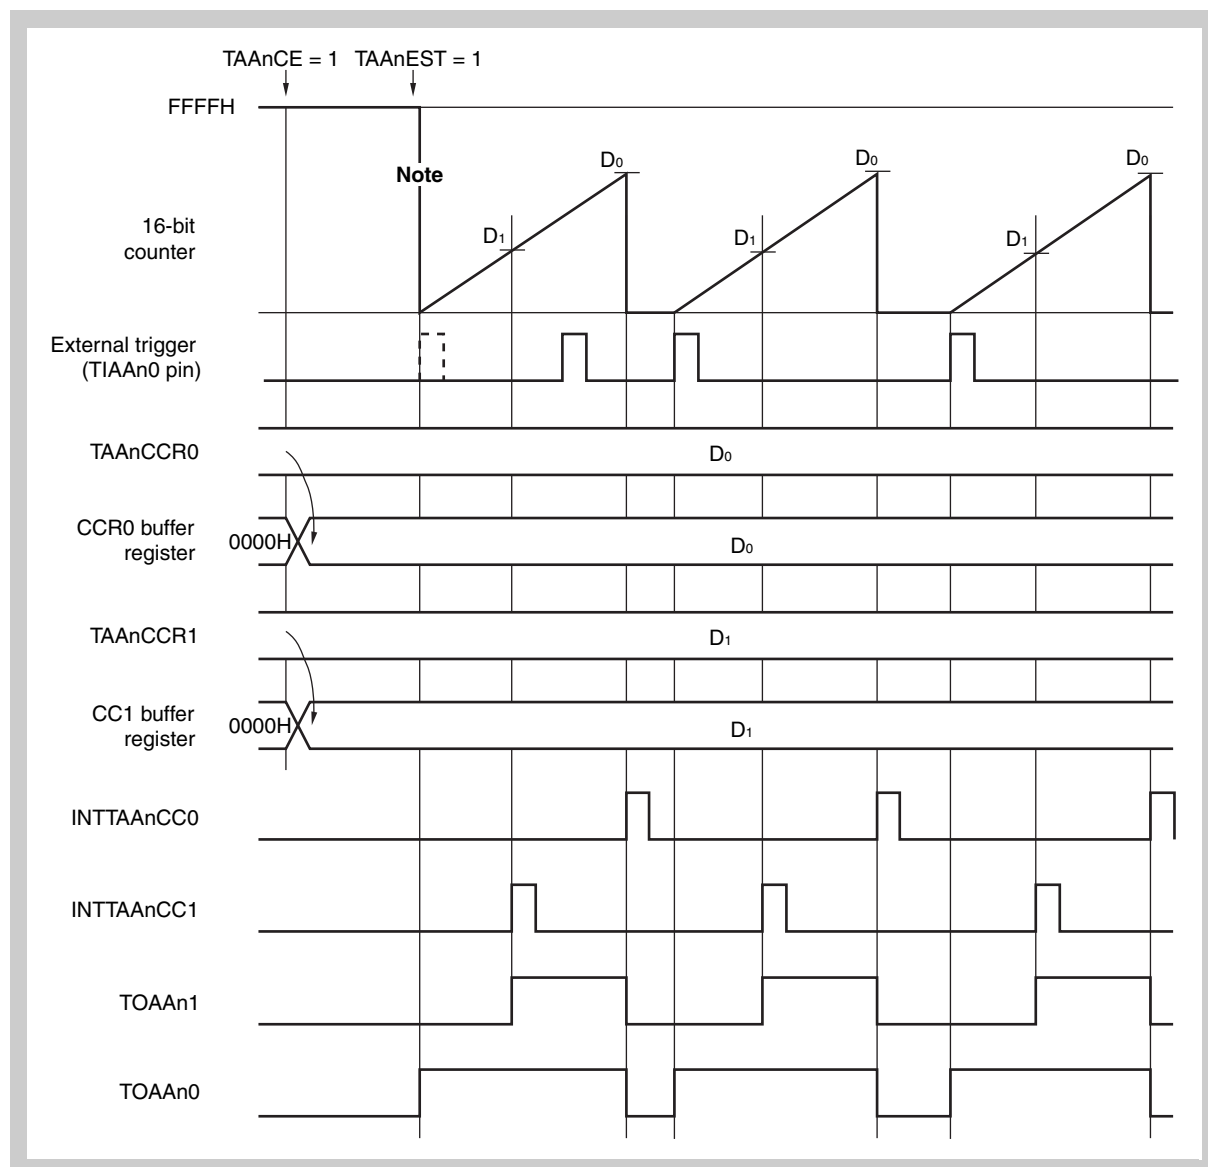 TAAnCE = 1 TAAnEST = 1
FFFFH
Note
D0
D0
D0
16-bit
counter
D1
D1
D1
External trigger
(TIAAn0 pin)
TAAnCCR0
D0
CCR0 buffer
register
0000H
D0
TAAnCCR1
D1
CC1 buffer
register
0000H
D1
INTTAAnCC0
INTTAAnCC1
TOAAn1
TOAAn0